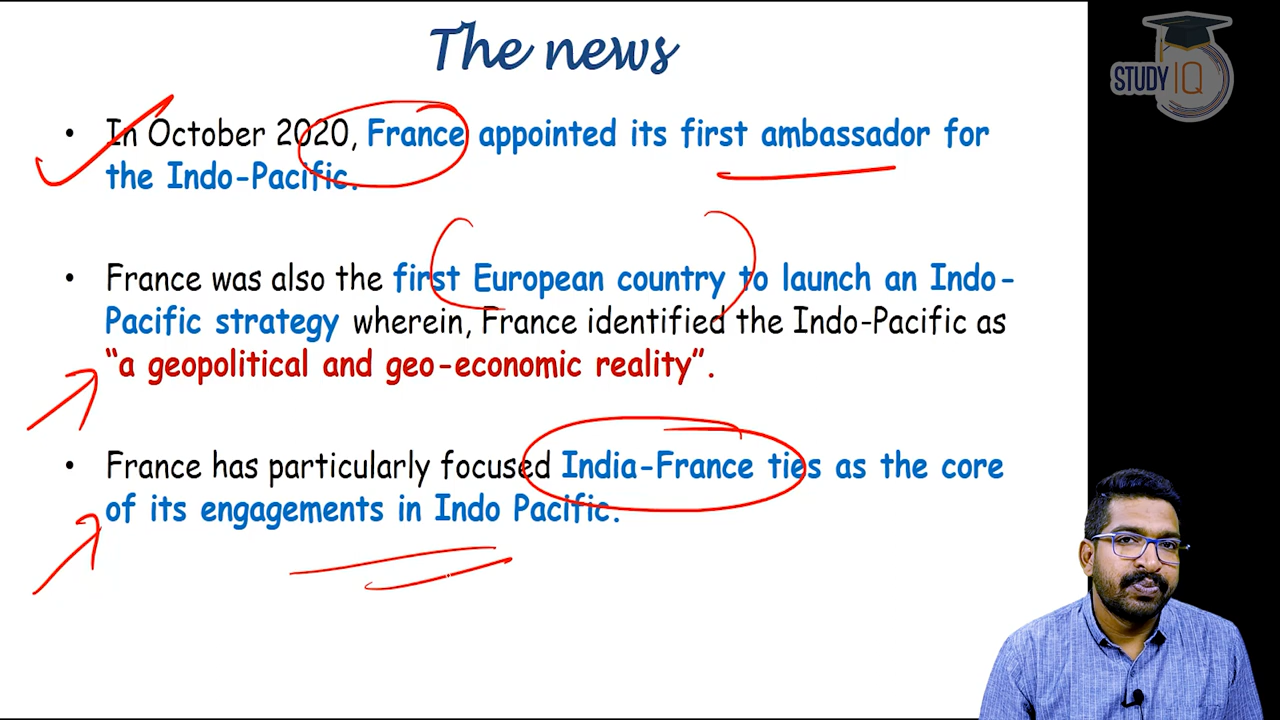 The news
STUDY IQ
• In October 2020, France appointed its first ambassador for
the Indo-Pacific.
• France was also the first European country to launch an Indo-
Pacific strategy wherein, France identified the Indo-Pacific as
“a geopolitical and geo-economic reality”.
• France has particularly focused India-France ties as the core
of its engagements in Indo Pacific.